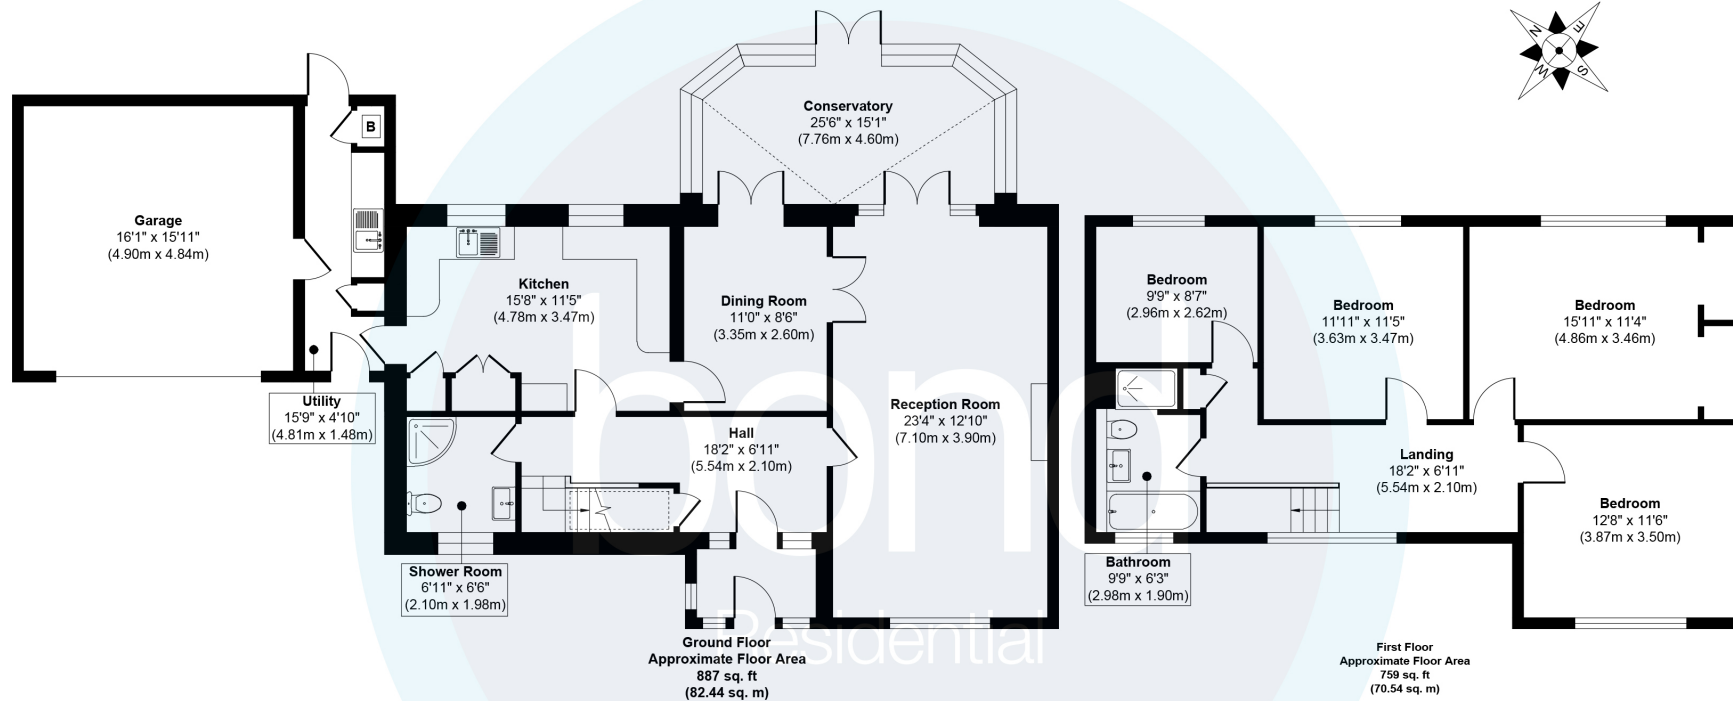 N
E
W
S
Conservatory
25'6" x 15'1"
(7.76m x 4.60m)
B
Garage
16'1" x 15'11"
(4.90m x 4.84m)
Kitchen
15'8" x 11'5"
(4.78m x 3.47m)
Dining Room
11'0" x 8'6"
(3.35m x 2.60m)
Reception Room
23'4" x 12'10"
(7.10m x 3.90m)
Utility
15'9" x 4'10"
(4.81m x 1.48m)
Hall
18'2" x 6'11"
(5.54m x 2.10m)
Shower Room
6'11" x 6'6"
(2.10m x 1.98m)
Ground Floor
Approximate Floor Area
887 sq. ft
(82.44 sq. m)
Bedroom
9'9" x 8'7"
(2.96m x 2.62m)
Bedroom
11'11" x 11'5"
(3.63m x 3.47m)
Bedroom
15'11" x 11'4"
(4.86m x 3.46m)
Landing
18'2" x 6'11"
(5.54m x 2.10m)
Bedroom
12'8" x 11'6"
(3.87m x 3.50m)
Bathroom
9'9" x 6'3"
(2.98m x 1.90m)
First Floor
Approximate Floor Area
759 sq. ft
(70.54 sq. m)
bond
Residential